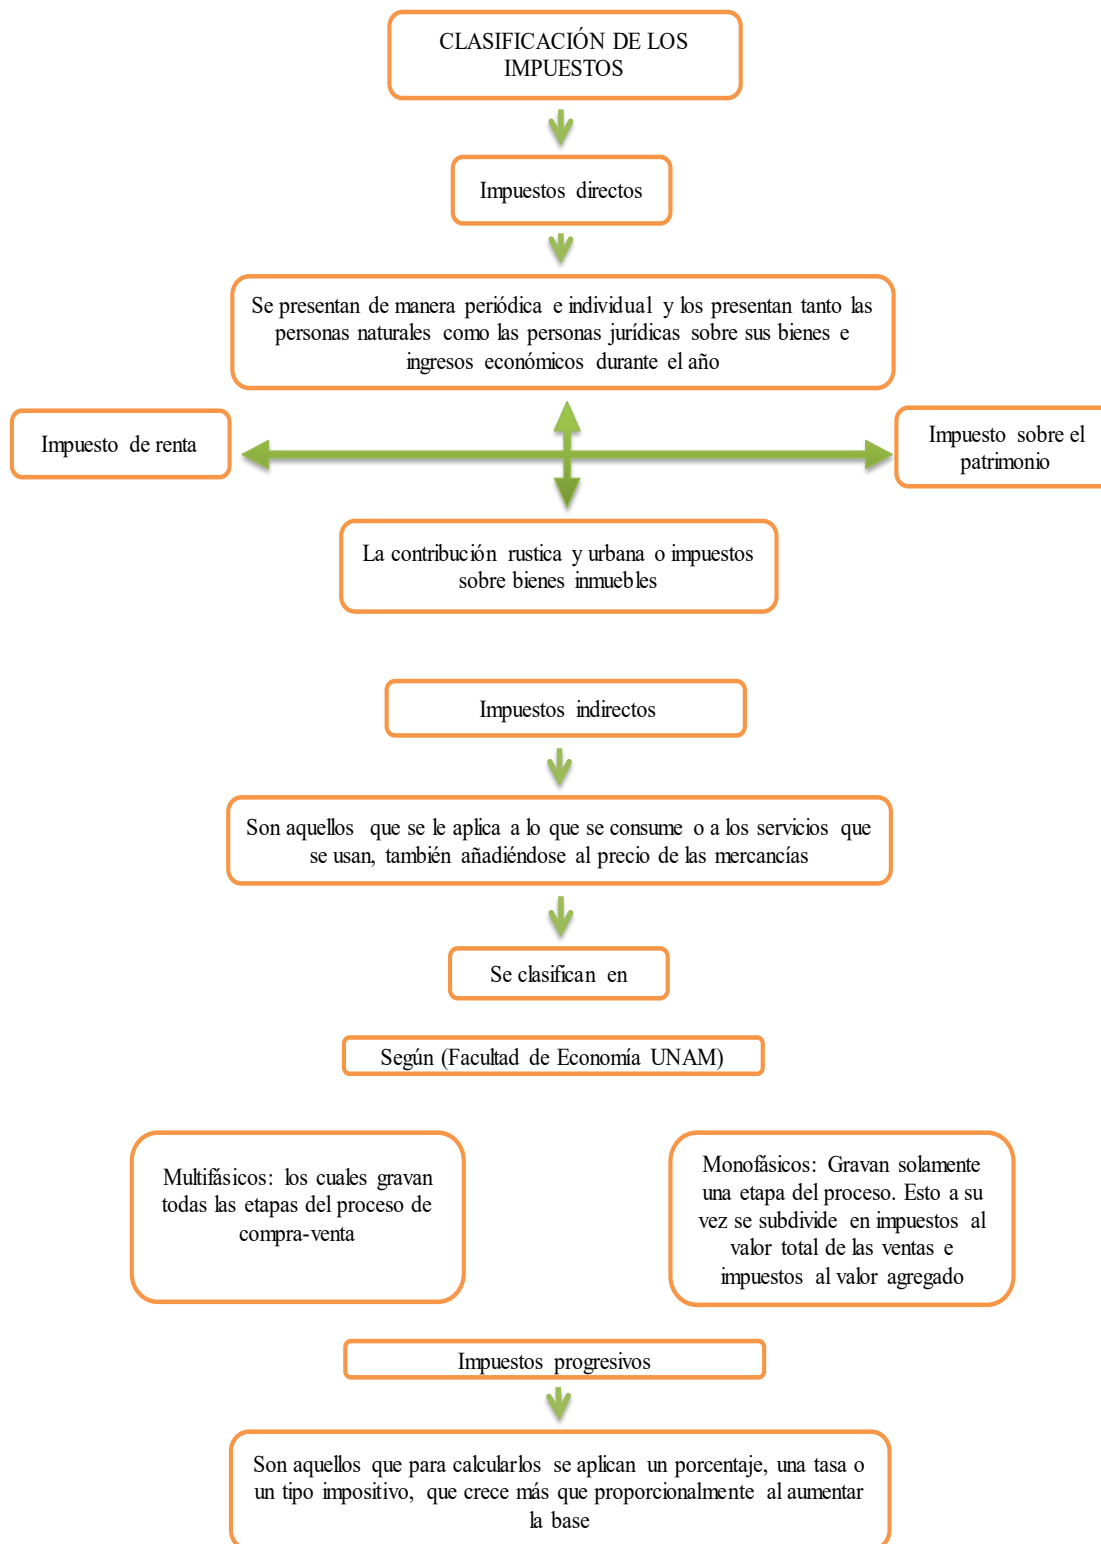 CLASIFICACIÓN DE LOS
IMPUESTOS
Impuestos directos
Se presentan de manera periódica e individual y los presentan tanto las
personas naturales como las personas jurídicas sobre sus bienes e
ingresos económicos durante el año
Impuesto de renta
Impuesto sobre el
patrimonio
La contribución rustica y urbana o impuestos
sobre bienes inmuebles
Impuestos indirectos
Son aquellos que se le aplica a lo que se consume o a los servicios que
se usan, también añadiéndose al precio de las mercancías
Se clasifican en
Según (Facultad de Economía UNAM)
Multifásicos: los cuales gravan
todas las etapas del proceso de
compra-venta
Monofásicos: Gravan solamente
una etapa del proceso. Esto a su
vez se subdivide en impuestos al
valor total de las ventas e
impuestos al valor agregado
Impuestos progresivos
Son aquellos que para calcularlos se aplican un porcentaje, una tasa o
un tipo impositivo, que crece más que proporcionalmente al aumentar
la base